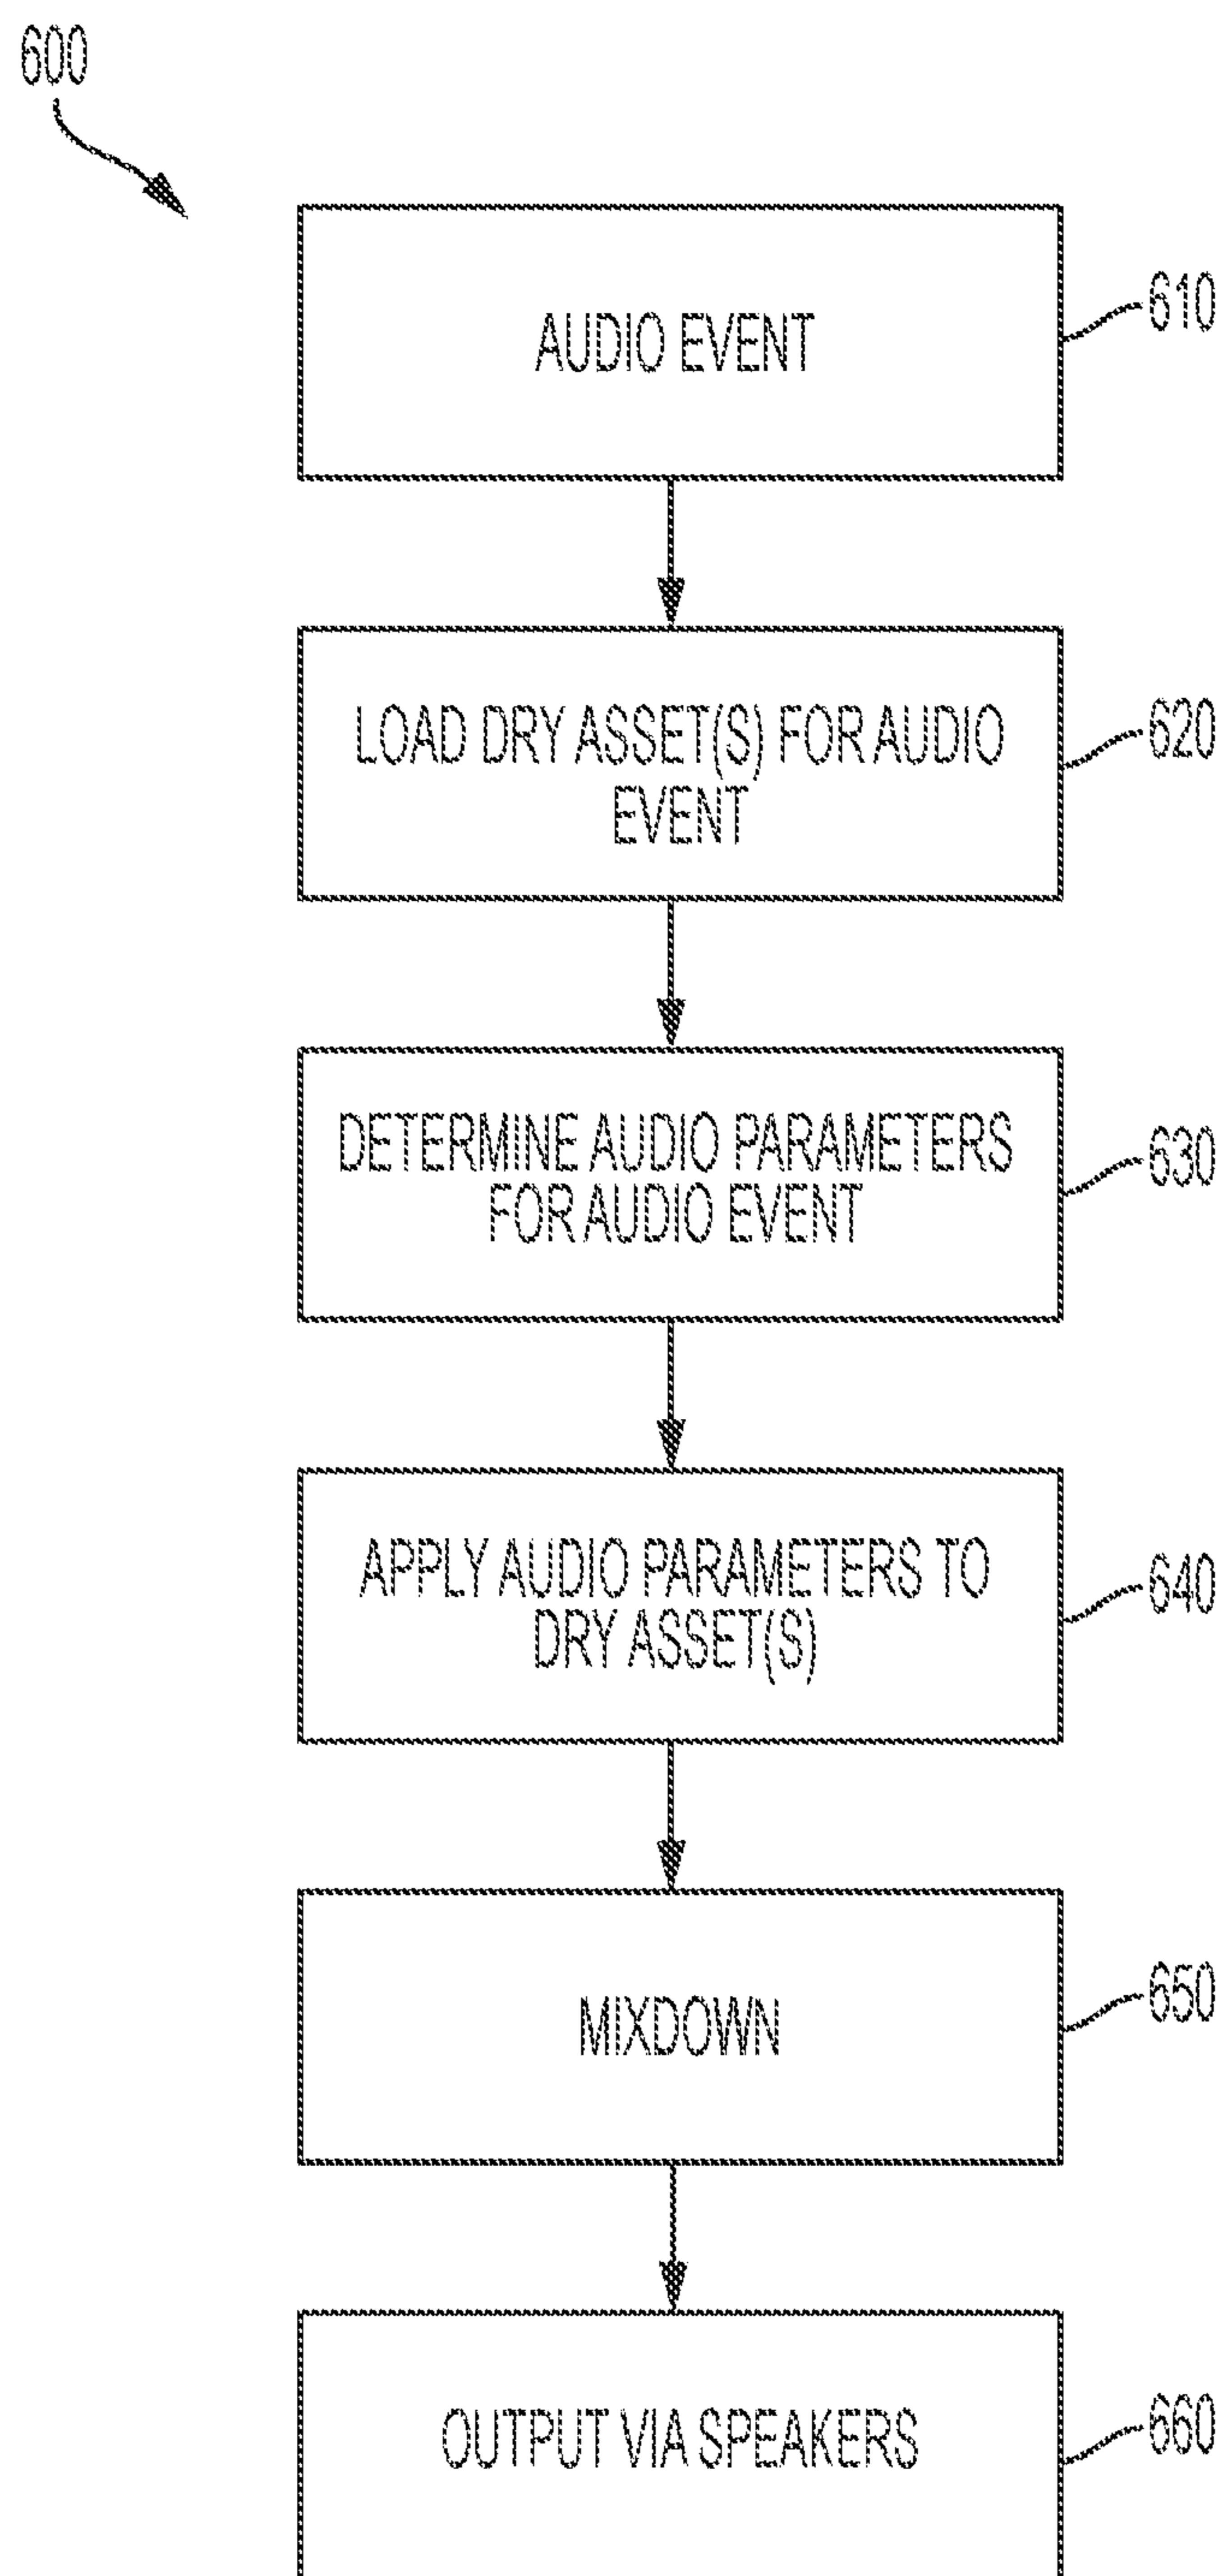 600
AUDIO EVENT
610
LOAD DRY ASSET(S) FOR AUDIO
EVENT
620
DETERMINE AUDIO PARAMETERS
FOR AUDIO EVENT
630
APPLY AUDIO PARAMETERS TO
DRY ASSET(S)
640
MIXDOWN
650
OUTPUT VIA SPEAKERS
660